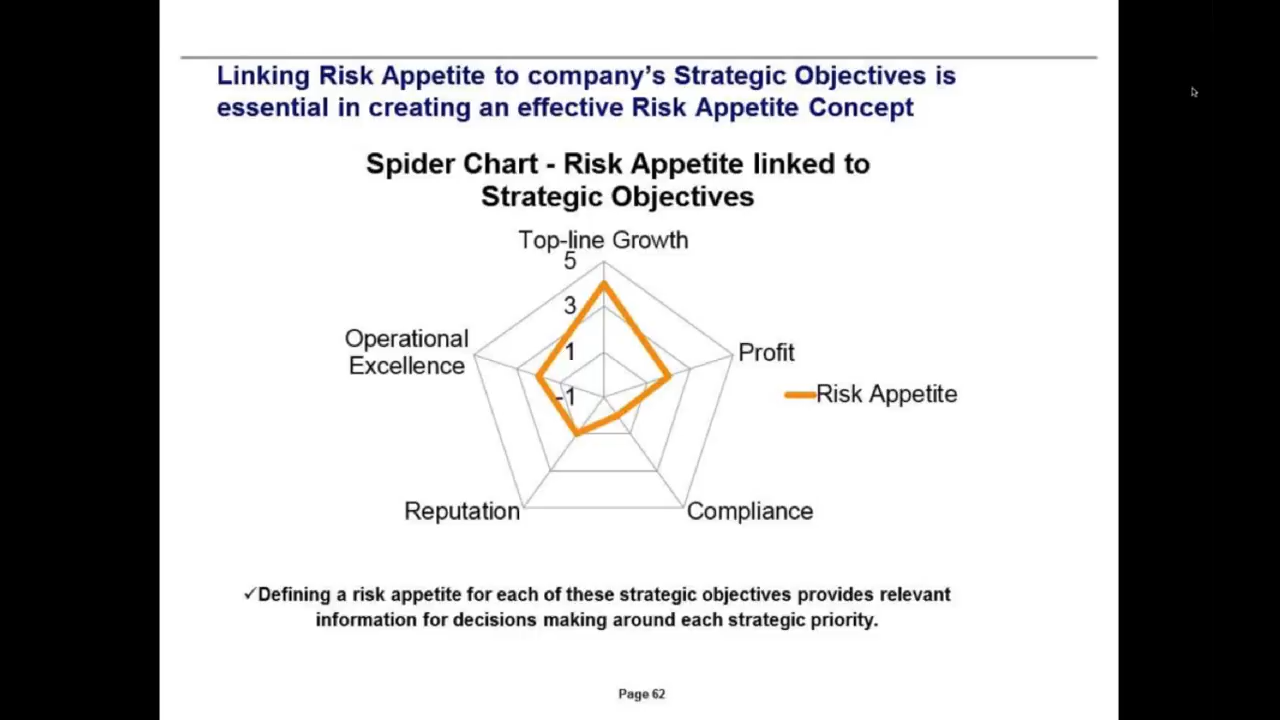 Linking Risk Appetite to company's Strategic Objectives is
essential in creating an effective Risk Appetite Concept
Spider Chart - Risk Appetite linked to
Strategic Objectives
Top-line Growth
5
3
1
-1
Operational
Excellence
Profit
Risk Appetite
Reputation
Compliance
✓Defining a risk appetite for each of these strategic objectives provides relevant
information for decisions making around each strategic priority.
Page 62